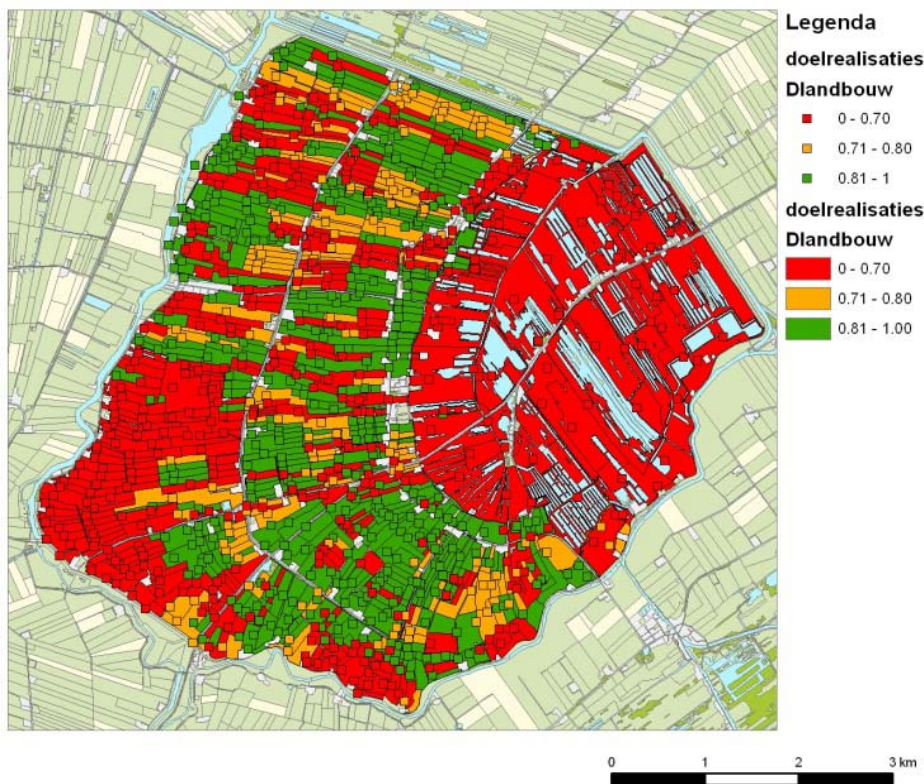 Legenda
doelrealisaties
Dlandbouw
0 - 0.70
0.71 - 0.80
0.81 - 1
doelrealisaties
Dlandbouw
0 - 0.70
0.71 - 0.80
0.81 - 1.00
0 1 2 3 km